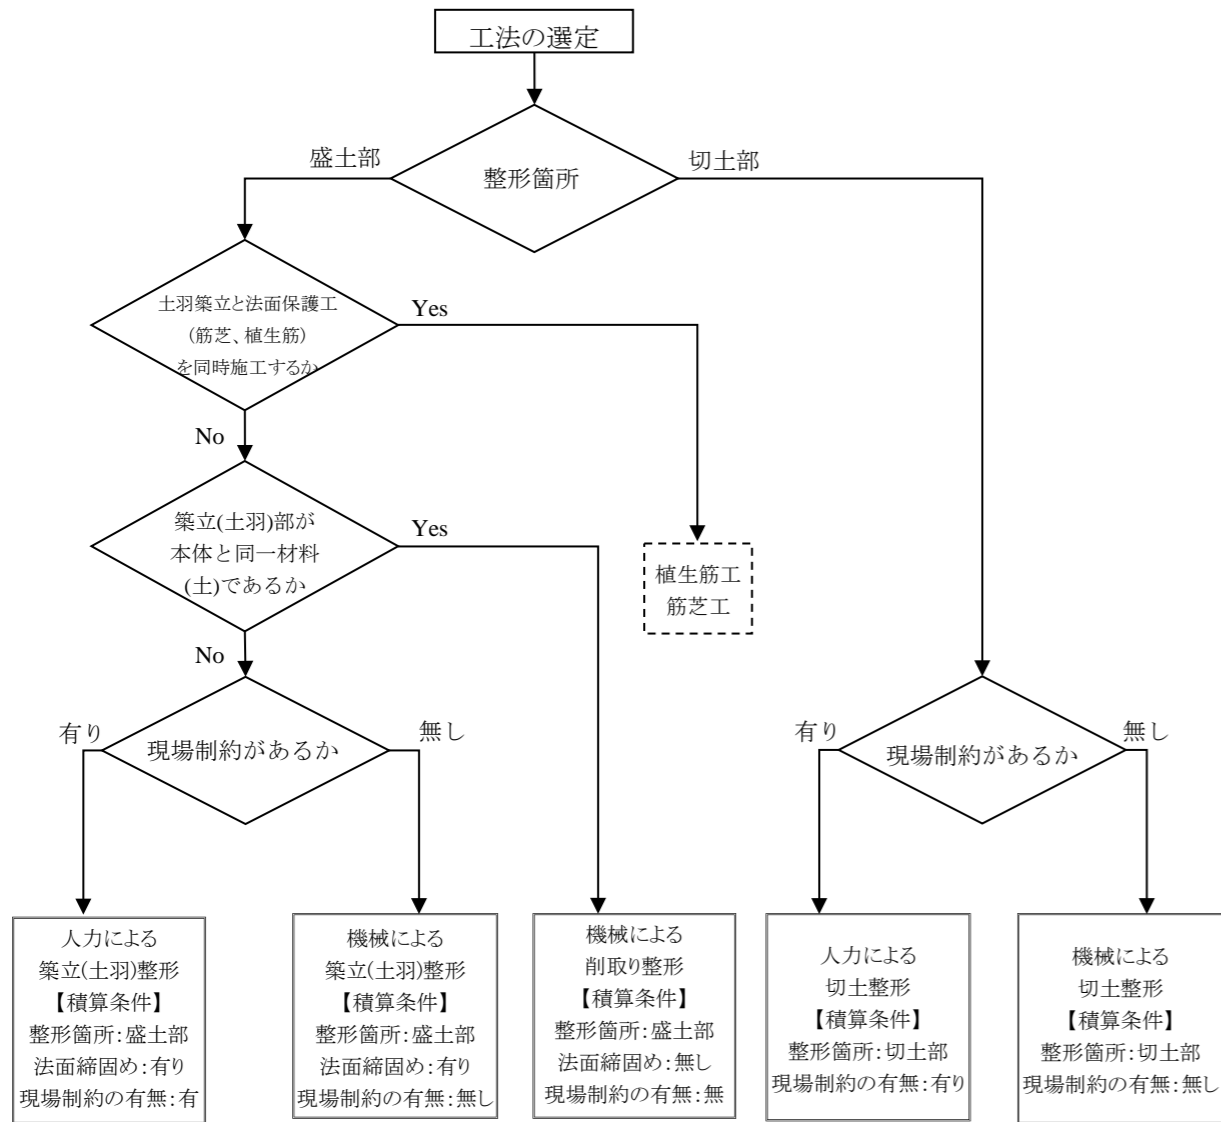 工法の選定
整形箇所
盛土部
切土部
土羽築立と法面保護工
(筋芝、植生筋)
を同時施工するか
Yes
No
築立(土羽)部が
本体と同一材料
(土)であるか
Yes
No
植生筋工
筋芝工
現場制約があるか
有り
無し
現場制約があるか
有り
無し
人力による
築立(土羽)整形
【積算条件】
整形箇所:盛土部
法面締固め:有り
現場制約の有無:有
機械による
築立(土羽)整形
【積算条件】
整形箇所:盛土部
法面締固め:有り
現場制約の有無:無し
機械による
削取り整形
【積算条件】
整形箇所:盛土部
法面締固め:無し
現場制約の有無:無
人力による
切土整形
【積算条件】
整形箇所:切土部
現場制約の有無:有り
機械による
切土整形
【積算条件】
整形箇所:切土部
現場制約の有無:無し